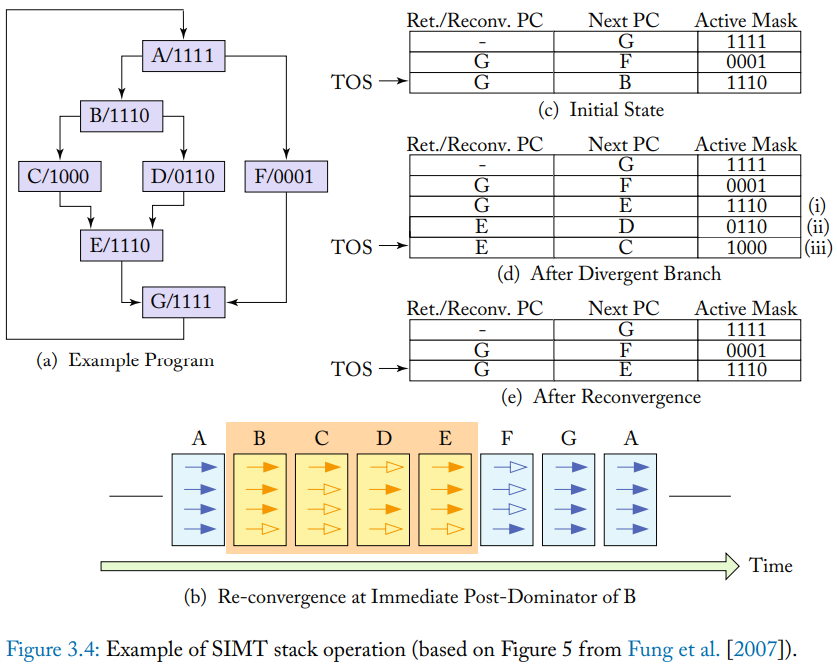 A/1111
B/1110
C/1000 D/0110 F/0001
E/1110
G/1111
(a) Example Program
Ret./Reconv. PC Next PC Active Mask
- G 1111
G F 0001
TOS G B 1110
(c) Initial State
Ret./Reconv. PC Next PC Active Mask
- G 1111
G F 0001
G E 1110 (i)
E D 0110 (ii)
TOS E C 1000 (iii)
(d) After Divergent Branch
Ret./Reconv. PC Next PC Active Mask
- G 1111
G F 0001
TOS G E 1110
(e) After Reconvergence
A B C D E F G A
Time
(b) Re-convergence at Immediate Post-Dominator of B
Figure 3.4: Example of SIMT stack operation (based on Figure 5 from Fung et al. [2007]).